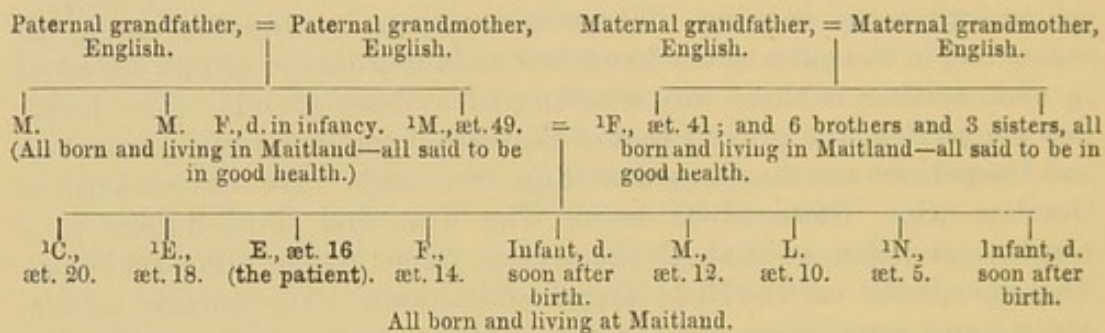 Paternal grandfather, = Paternal grandmother, Maternal grandfather, = Maternal grandmother,
English. English. English. English.
M. M. F., d. in infancy. ¹M., æt. 49. = ¹F., æt. 41 ; and 6 brothers and 3 sisters, all
(All born and living in Maitland—all said to be born and living in Maitland—all said to be in
in good health.) good health.
¹C., ¹E., E., æt. 16 F., Infant, d. M., L. ¹N., Infant, d.
æt. 20. æt. 18. (the patient). æt. 14. soon after æt. 12. æt. 10. æt. 5. soon after
birth. birth.
All born and living at Maitland.